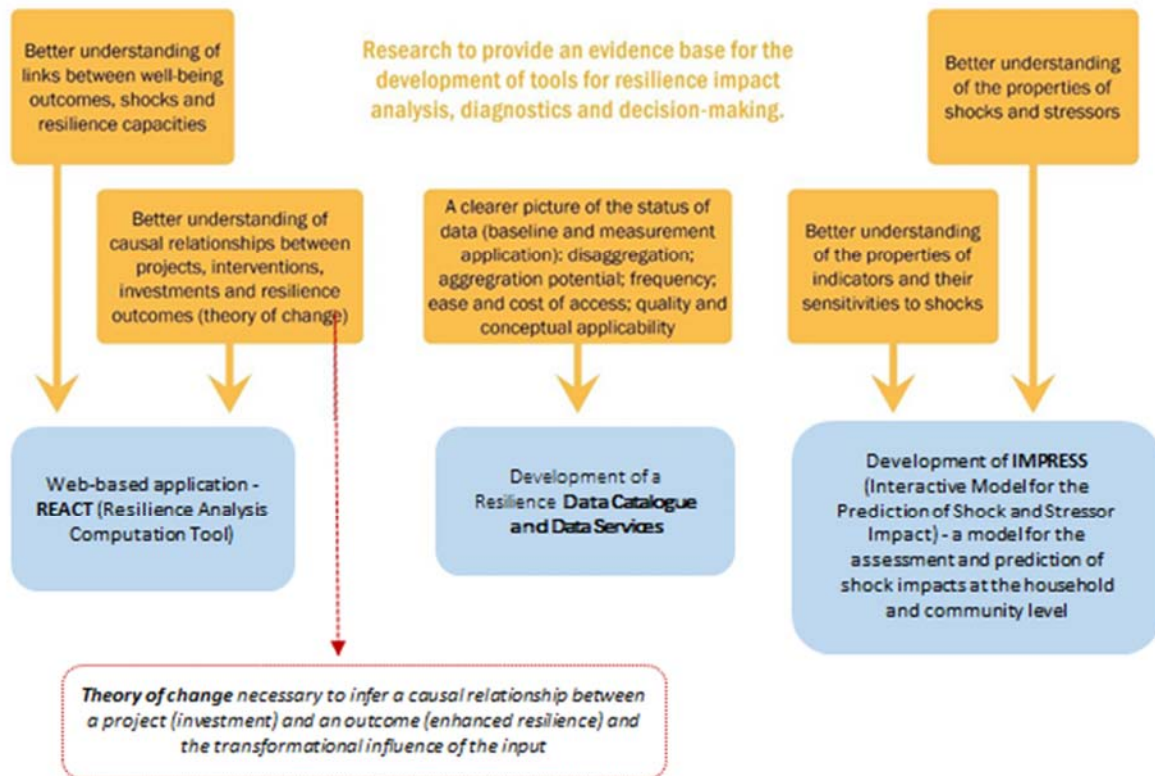 Better understanding of
links between well-being
outcomes, shocks and
resilience capacities
Research to provide an evidence base for the
development of tools for resilience impact
analysis, diagnostics and decision-making.
Better understanding
of the properties of
shocks and stressors
Better understanding of
causal relationships between
projects, interventions,
investments and resilience
outcomes (theory of change)
A clearer picture of the status of
data (baseline and measurement
application): disaggregation;
aggregration potential; frequency;
ease and cost of access; quality and
conceptual applicability
Better understanding
of the properties of
indicators and their
sensitivities to shocks
Web-based application -
REACT (Resilience Analysis
Computation Tool)
Development of a
Resilience Data Catalogue
and Data Services
Development of IMPRESS
(Interactive Model for the
Prediction of Shock and Stressor
Impact) - a model for the
assessment and prediction of
shock impacts at the household
and community level
Theory of change necessary to infer a causal relationship between
a project (investment) and an outcome (enhanced resilience) and
the transformational influence of the input